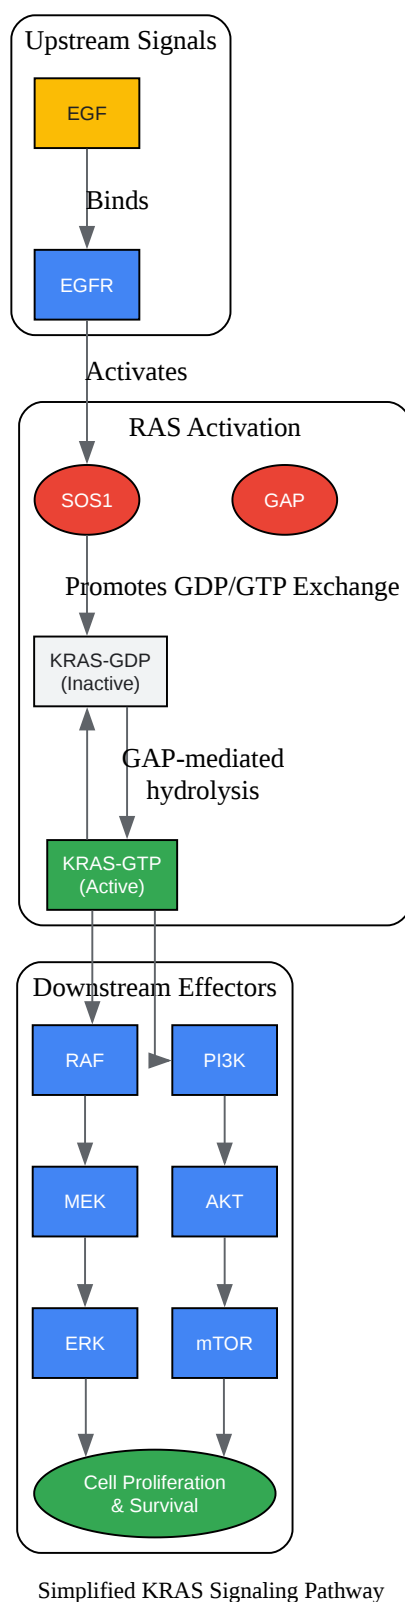 Upstream Signals
EGF
Binds
EGFR
Activates
RAS Activation
SOS1
GAP
Promotes GDP/GTP Exchange
KRAS-GDP
(Inactive)
GAP-mediated
hydrolysis
KRAS-GTP
(Active)
Downstream Effectors
RAF
PI3K
MEK
AKT
ERK
mTOR
Cell Proliferation
& Survival
Simplified KRAS Signaling Pathway